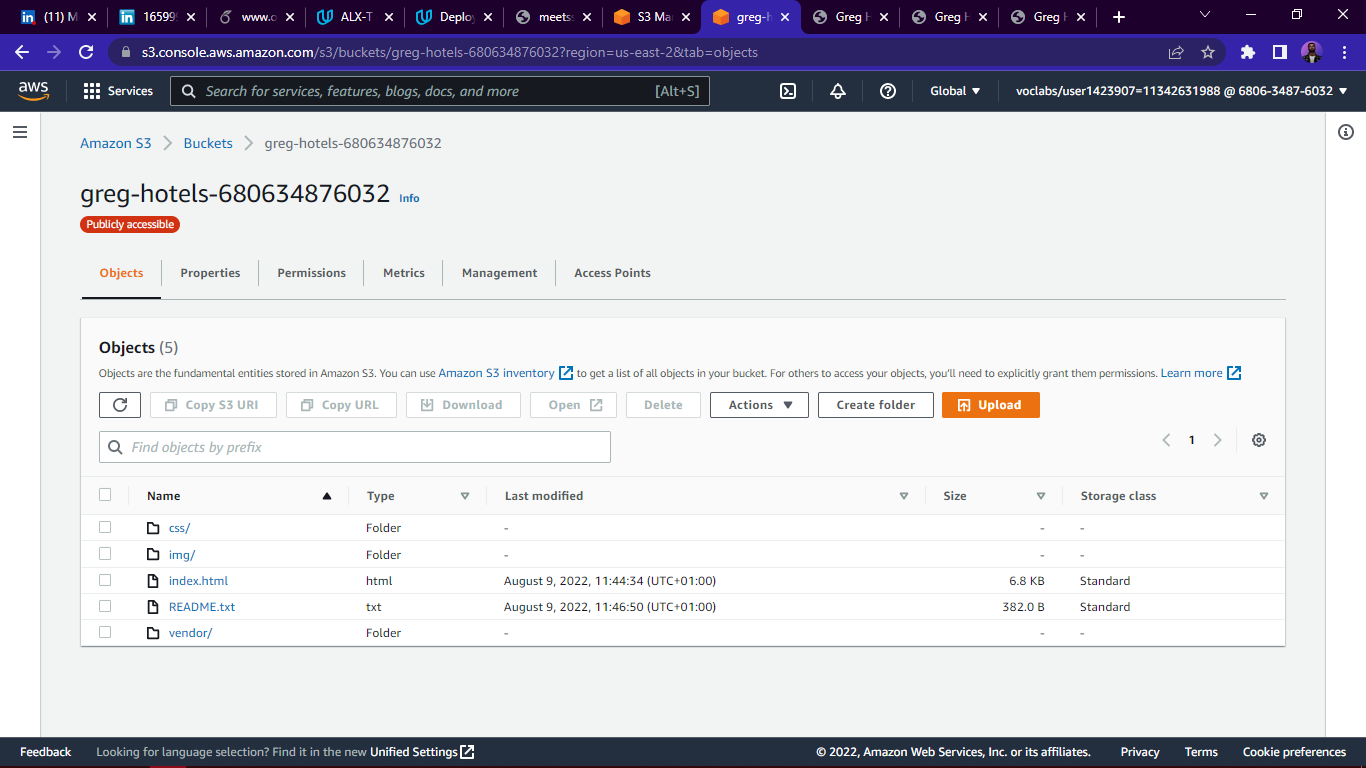 (11) M
16599
www.c
ALX-T
Deploy
meets
S3 Ma
greg-h
Greg H
Greg H
Greg H
s3.console.aws.amazon.com/s3/buckets/greg-hotels-680634876032?region=us-east-2&tab=objects
aws
Services
Search for services, features, blogs, docs, and more
[Alt+S]
Global
voclabs/user1423907=11342631988 @ 6806-3487-6032
Amazon S3 > Buckets > greg-hotels-680634876032
greg-hotels-680634876032 Info
Publicly accessible
Objects Properties Permissions Metrics Management Access Points
Objects (5)
Objects are the fundamental entities stored in Amazon S3. You can use Amazon S3 inventory to get a list of all objects in your bucket. For others to access your objects, you'll need to explicitly grant them permissions. Learn more
Copy S3 URI Copy URL Download Open Delete Actions Create folder Upload
Find objects by prefix
1
Name Type Last modified Size Storage class
css/ Folder - - -
img/ Folder - - -
index.html html August 9, 2022, 11:44:34 (UTC+01:00) 6.8 KB Standard
README.txt txt August 9, 2022, 11:46:50 (UTC+01:00) 382.0 B Standard
vendor/ Folder - - -
Feedback Looking for language selection? Find it in the new Unified Settings © 2022, Amazon Web Services, Inc. or its affiliates. Privacy Terms Cookie preferences